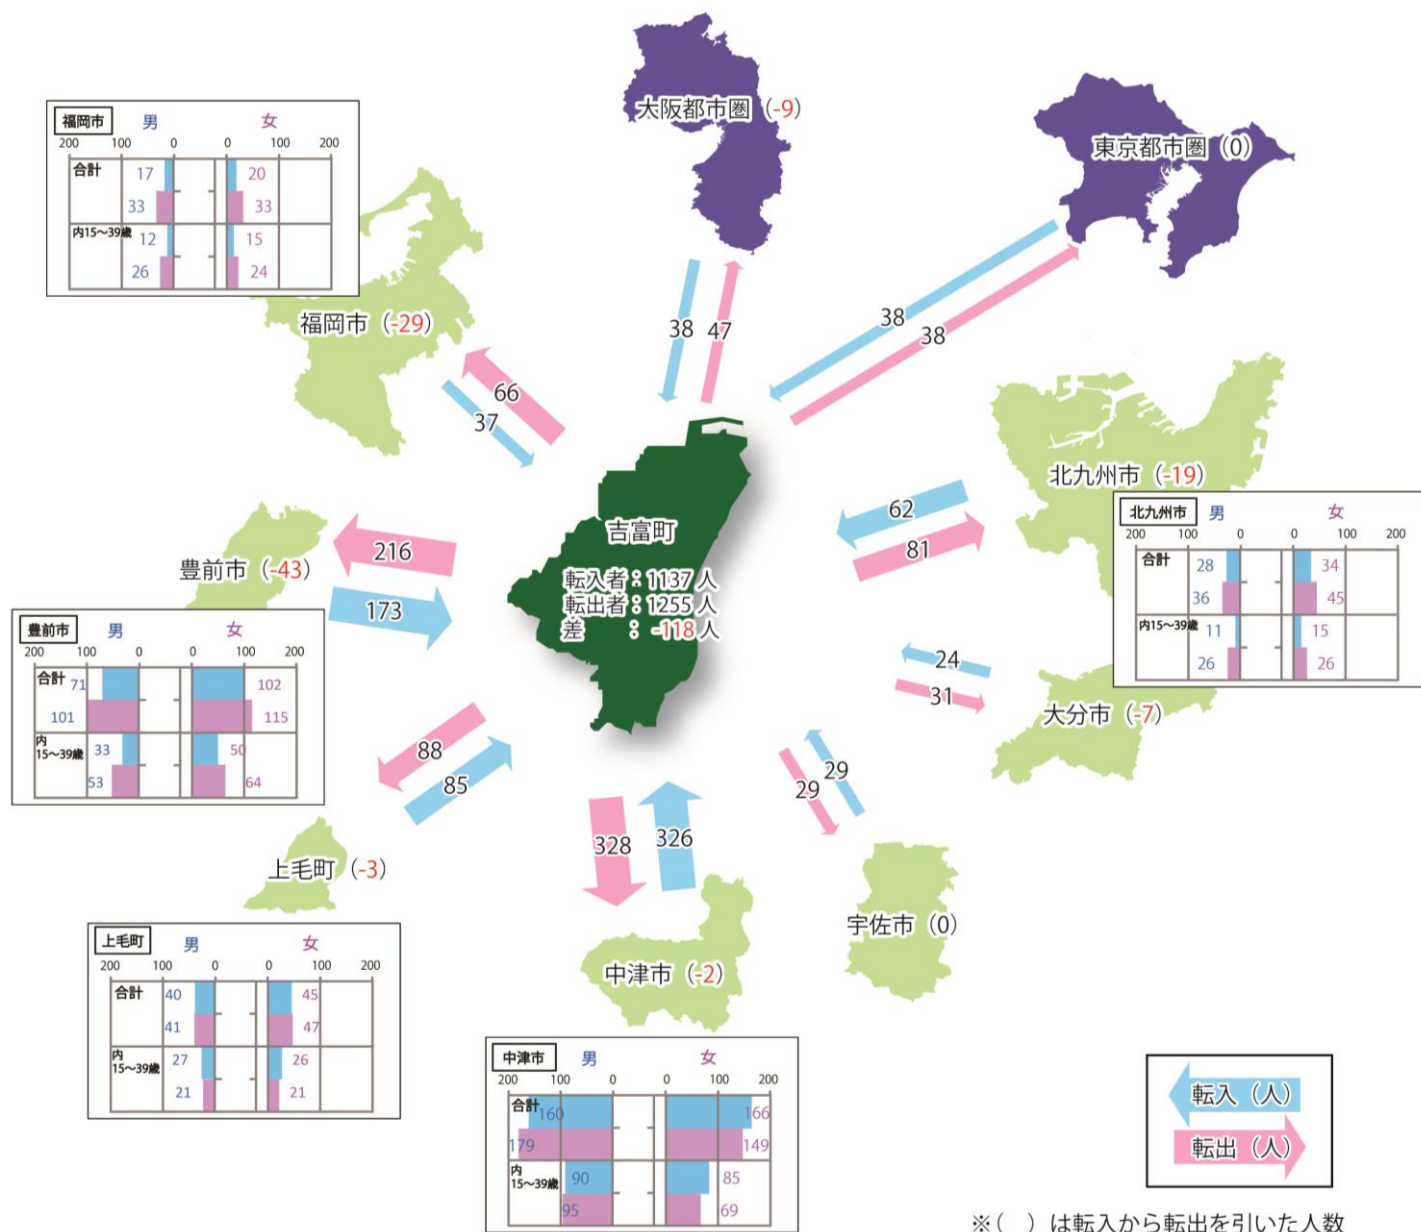 大阪都市圏（-9）
東京都市圏（0）
福岡市 男 女
200 100 0 0 100 200
合計 17 20
33 33
内15～39歳 12 15
26 24
福岡市（-29）
38
47
38
38
66
37
北九州市（-19）
北九州市 男 女
200 100 0 0 100 200
合計 28 34
36 45
内15～39歳 11 15
26 26
62
81
吉富町
転入者：1137人
転出者：1255人
差　　：-118人
216
173
豊前市（-43）
豊前市 男 女
200 100 0 0 100 200
合計 71 102
101 115
内
15～39歳 33 50
53 64
24
31
大分市（-7）
88
85
29
29
328
326
上毛町（-3）
宇佐市（0）
中津市（-2）
上毛町 男 女
200 100 0 0 100 200
合計 40 45
41 47
内
15～39歳 27 26
21 21
中津市 男 女
200 100 0 0 100 200
合計 160 166
179 149
内
15～39歳 90 85
95 69
転入（人）
転出（人）
※（　）は転入から転出を引いた人数